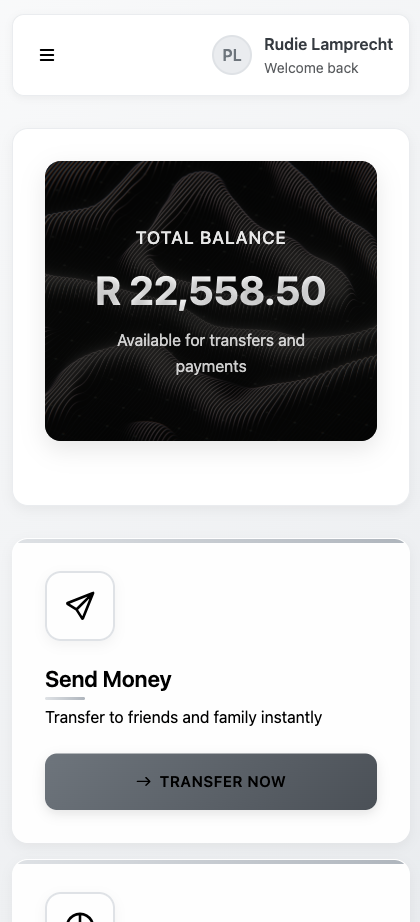 PL
Rudie Lamprecht
Welcome back
TOTAL BALANCE
R 22,558.50
Available for transfers and
payments
Send Money
Transfer to friends and family instantly
→ TRANSFER NOW